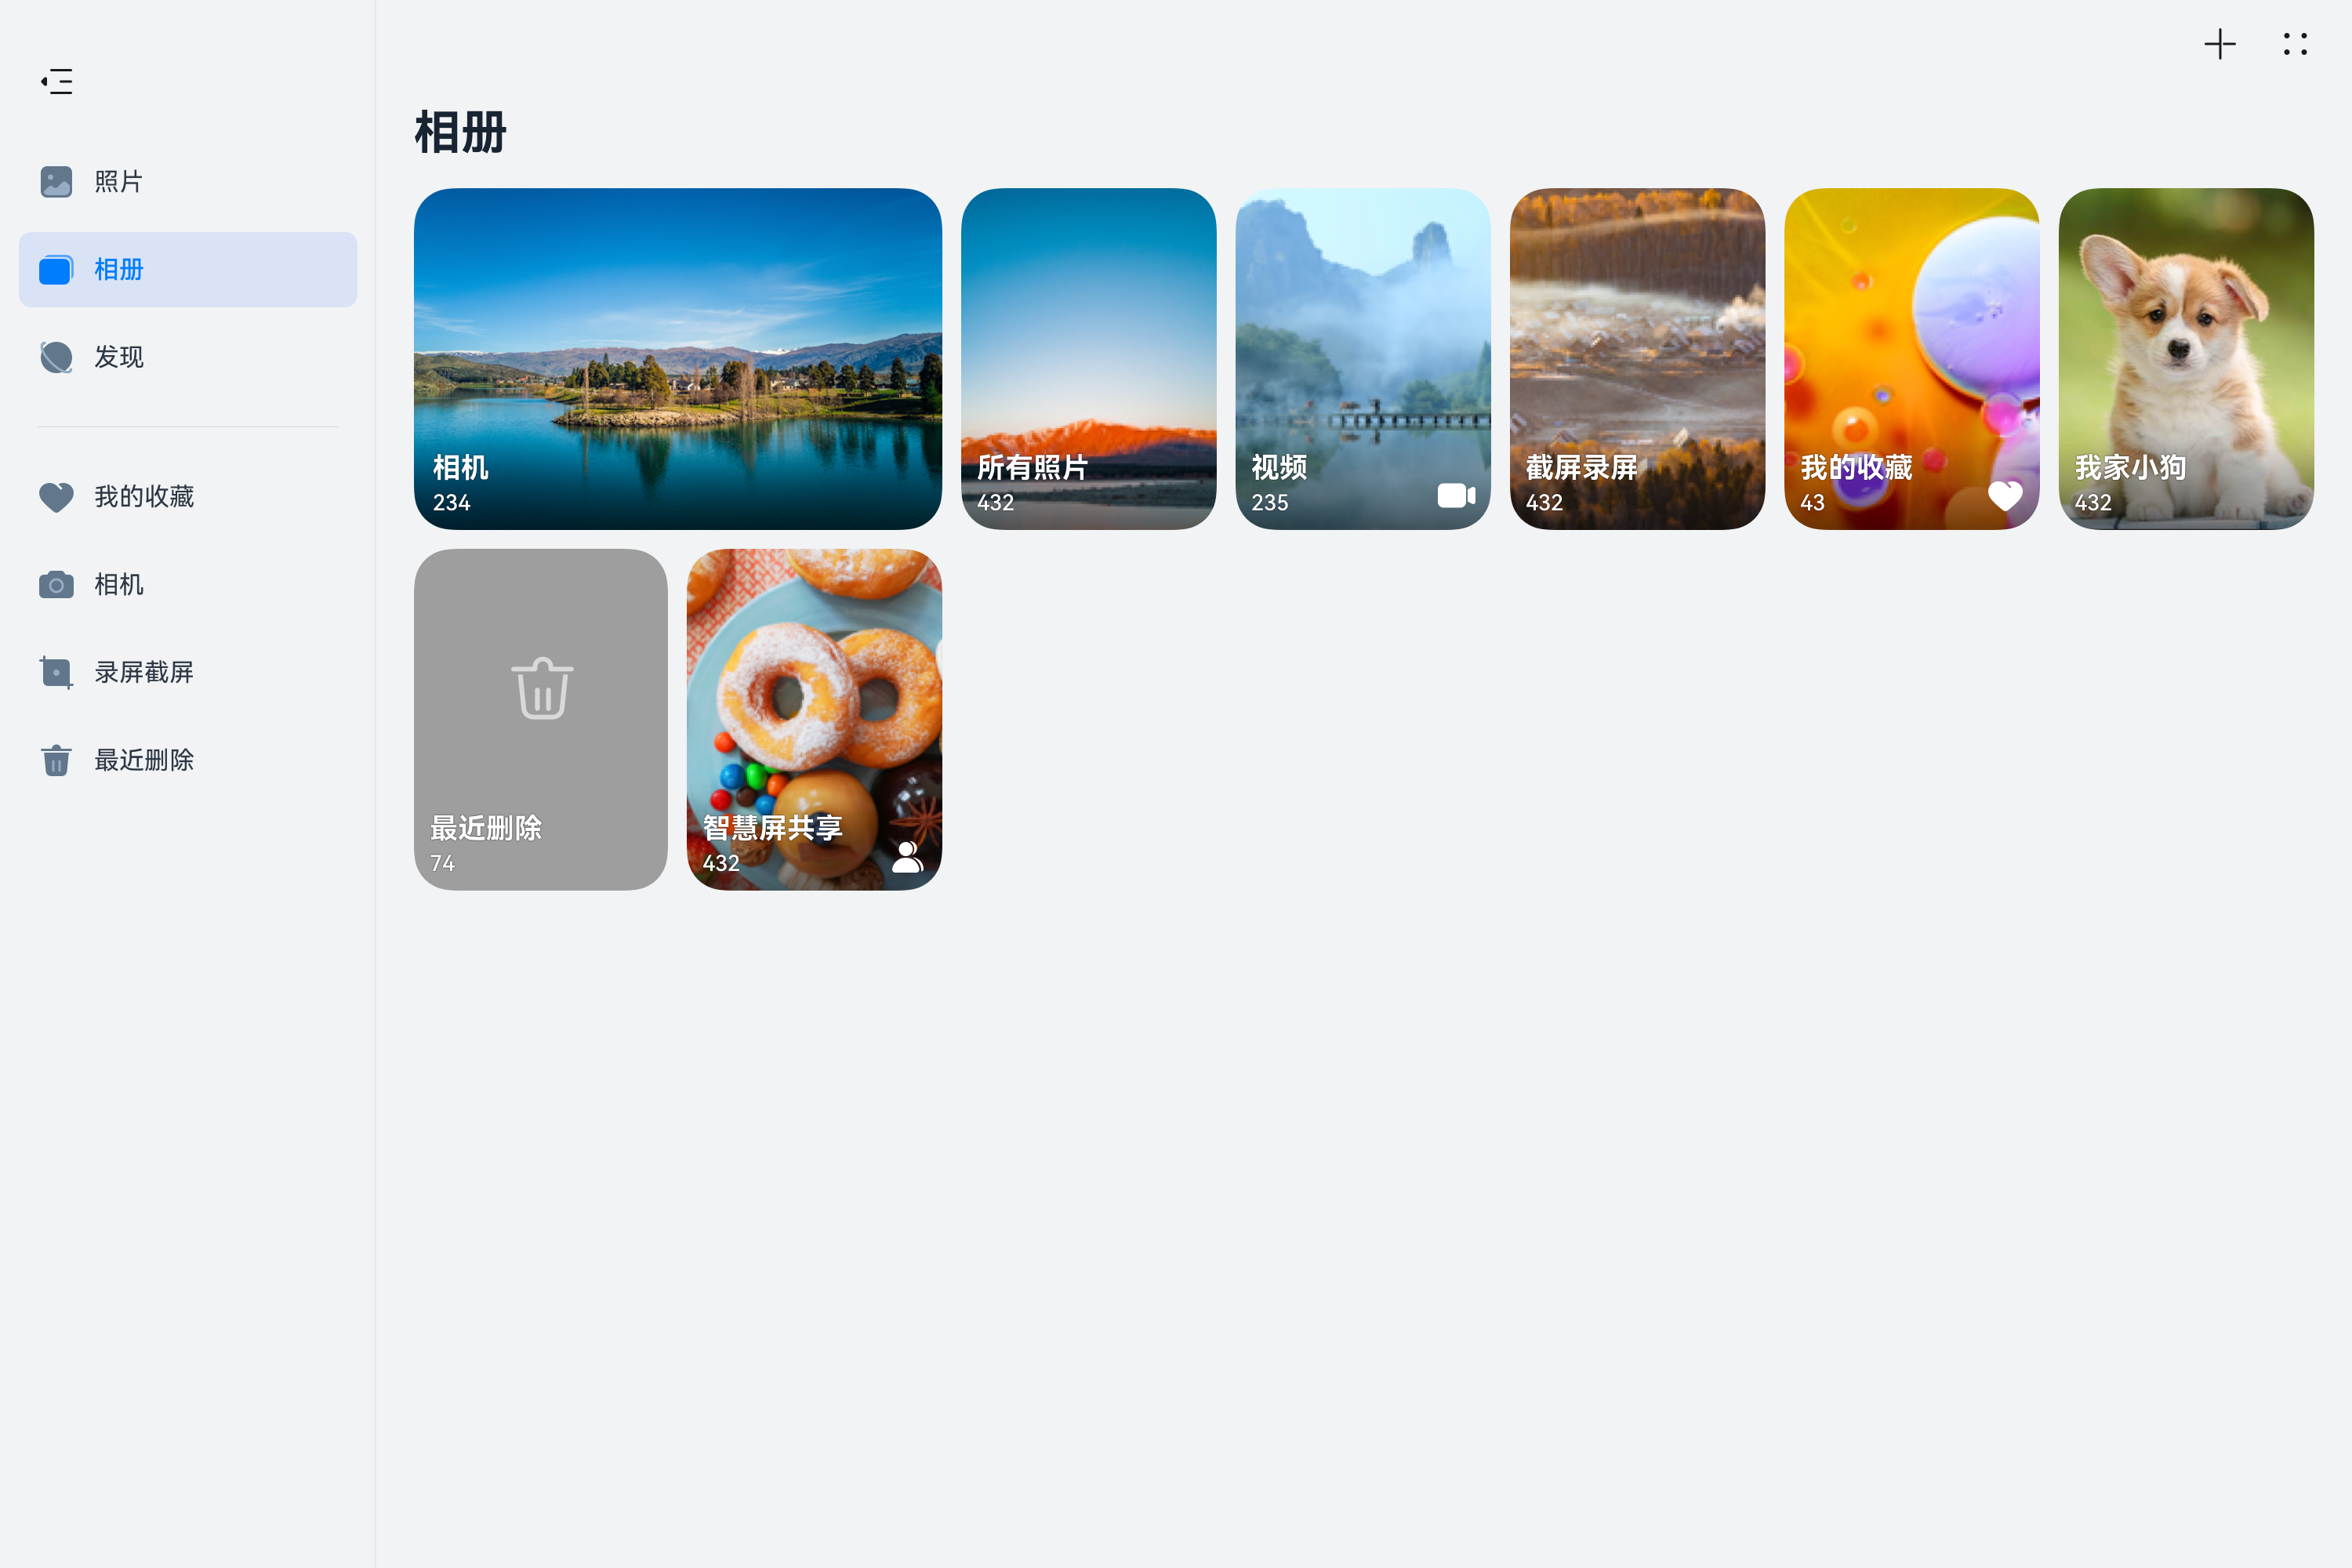 照片
相册
发现
我的收藏
相机
录屏截屏
最近删除
相册
相机
234
所有照片
432
视频
235
截屏录屏
432
我的收藏
43
我家小狗
432
最近删除
74
智慧屏共享
432